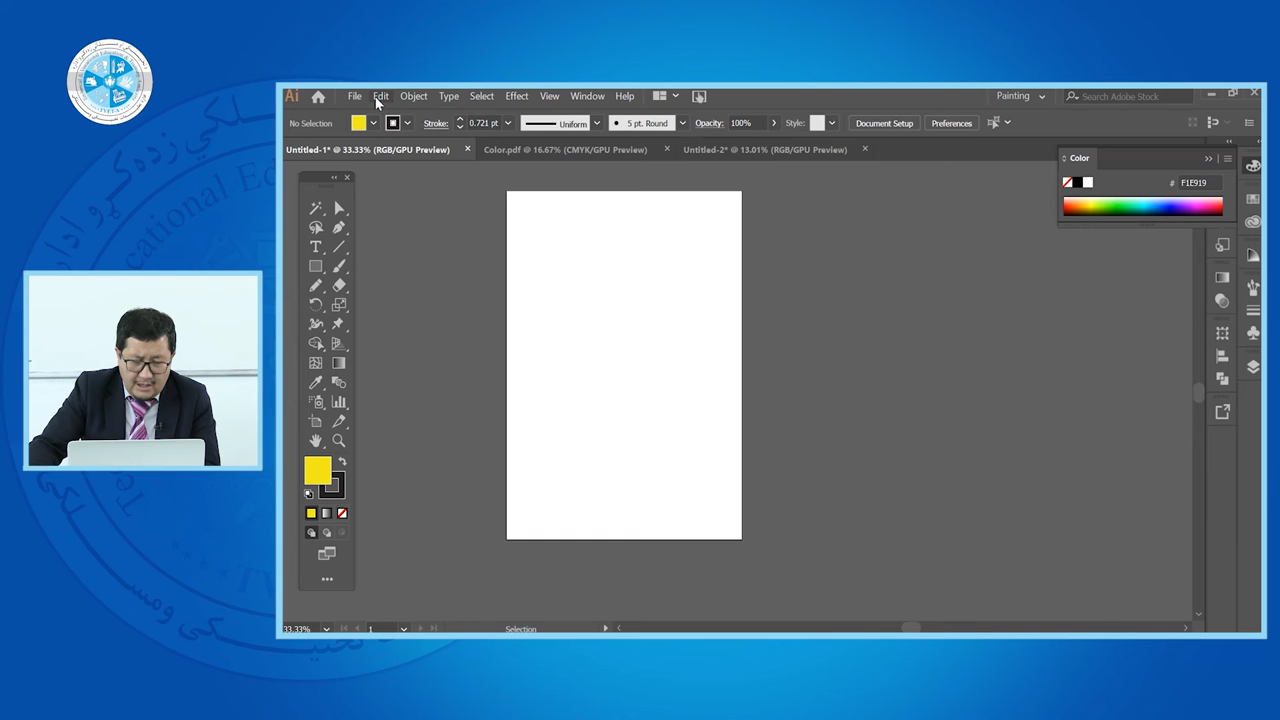 Ai File Edit Object Type Select Effect View Window Help Painting Search Adobe Stock
No Selection Stroke: 0.721 pt Uniform 5 pt. Round Opacity: 100% Style: Document Setup Preferences
Untitled-1* @ 33.33% (RGB/GPU Preview) × Color.pdf @ 16.67% (CMYK/GPU Preview) × Untitled-2* @ 13.01% (RGB/GPU Preview) ×
Color
# F1E919
33.33% 1 Selection